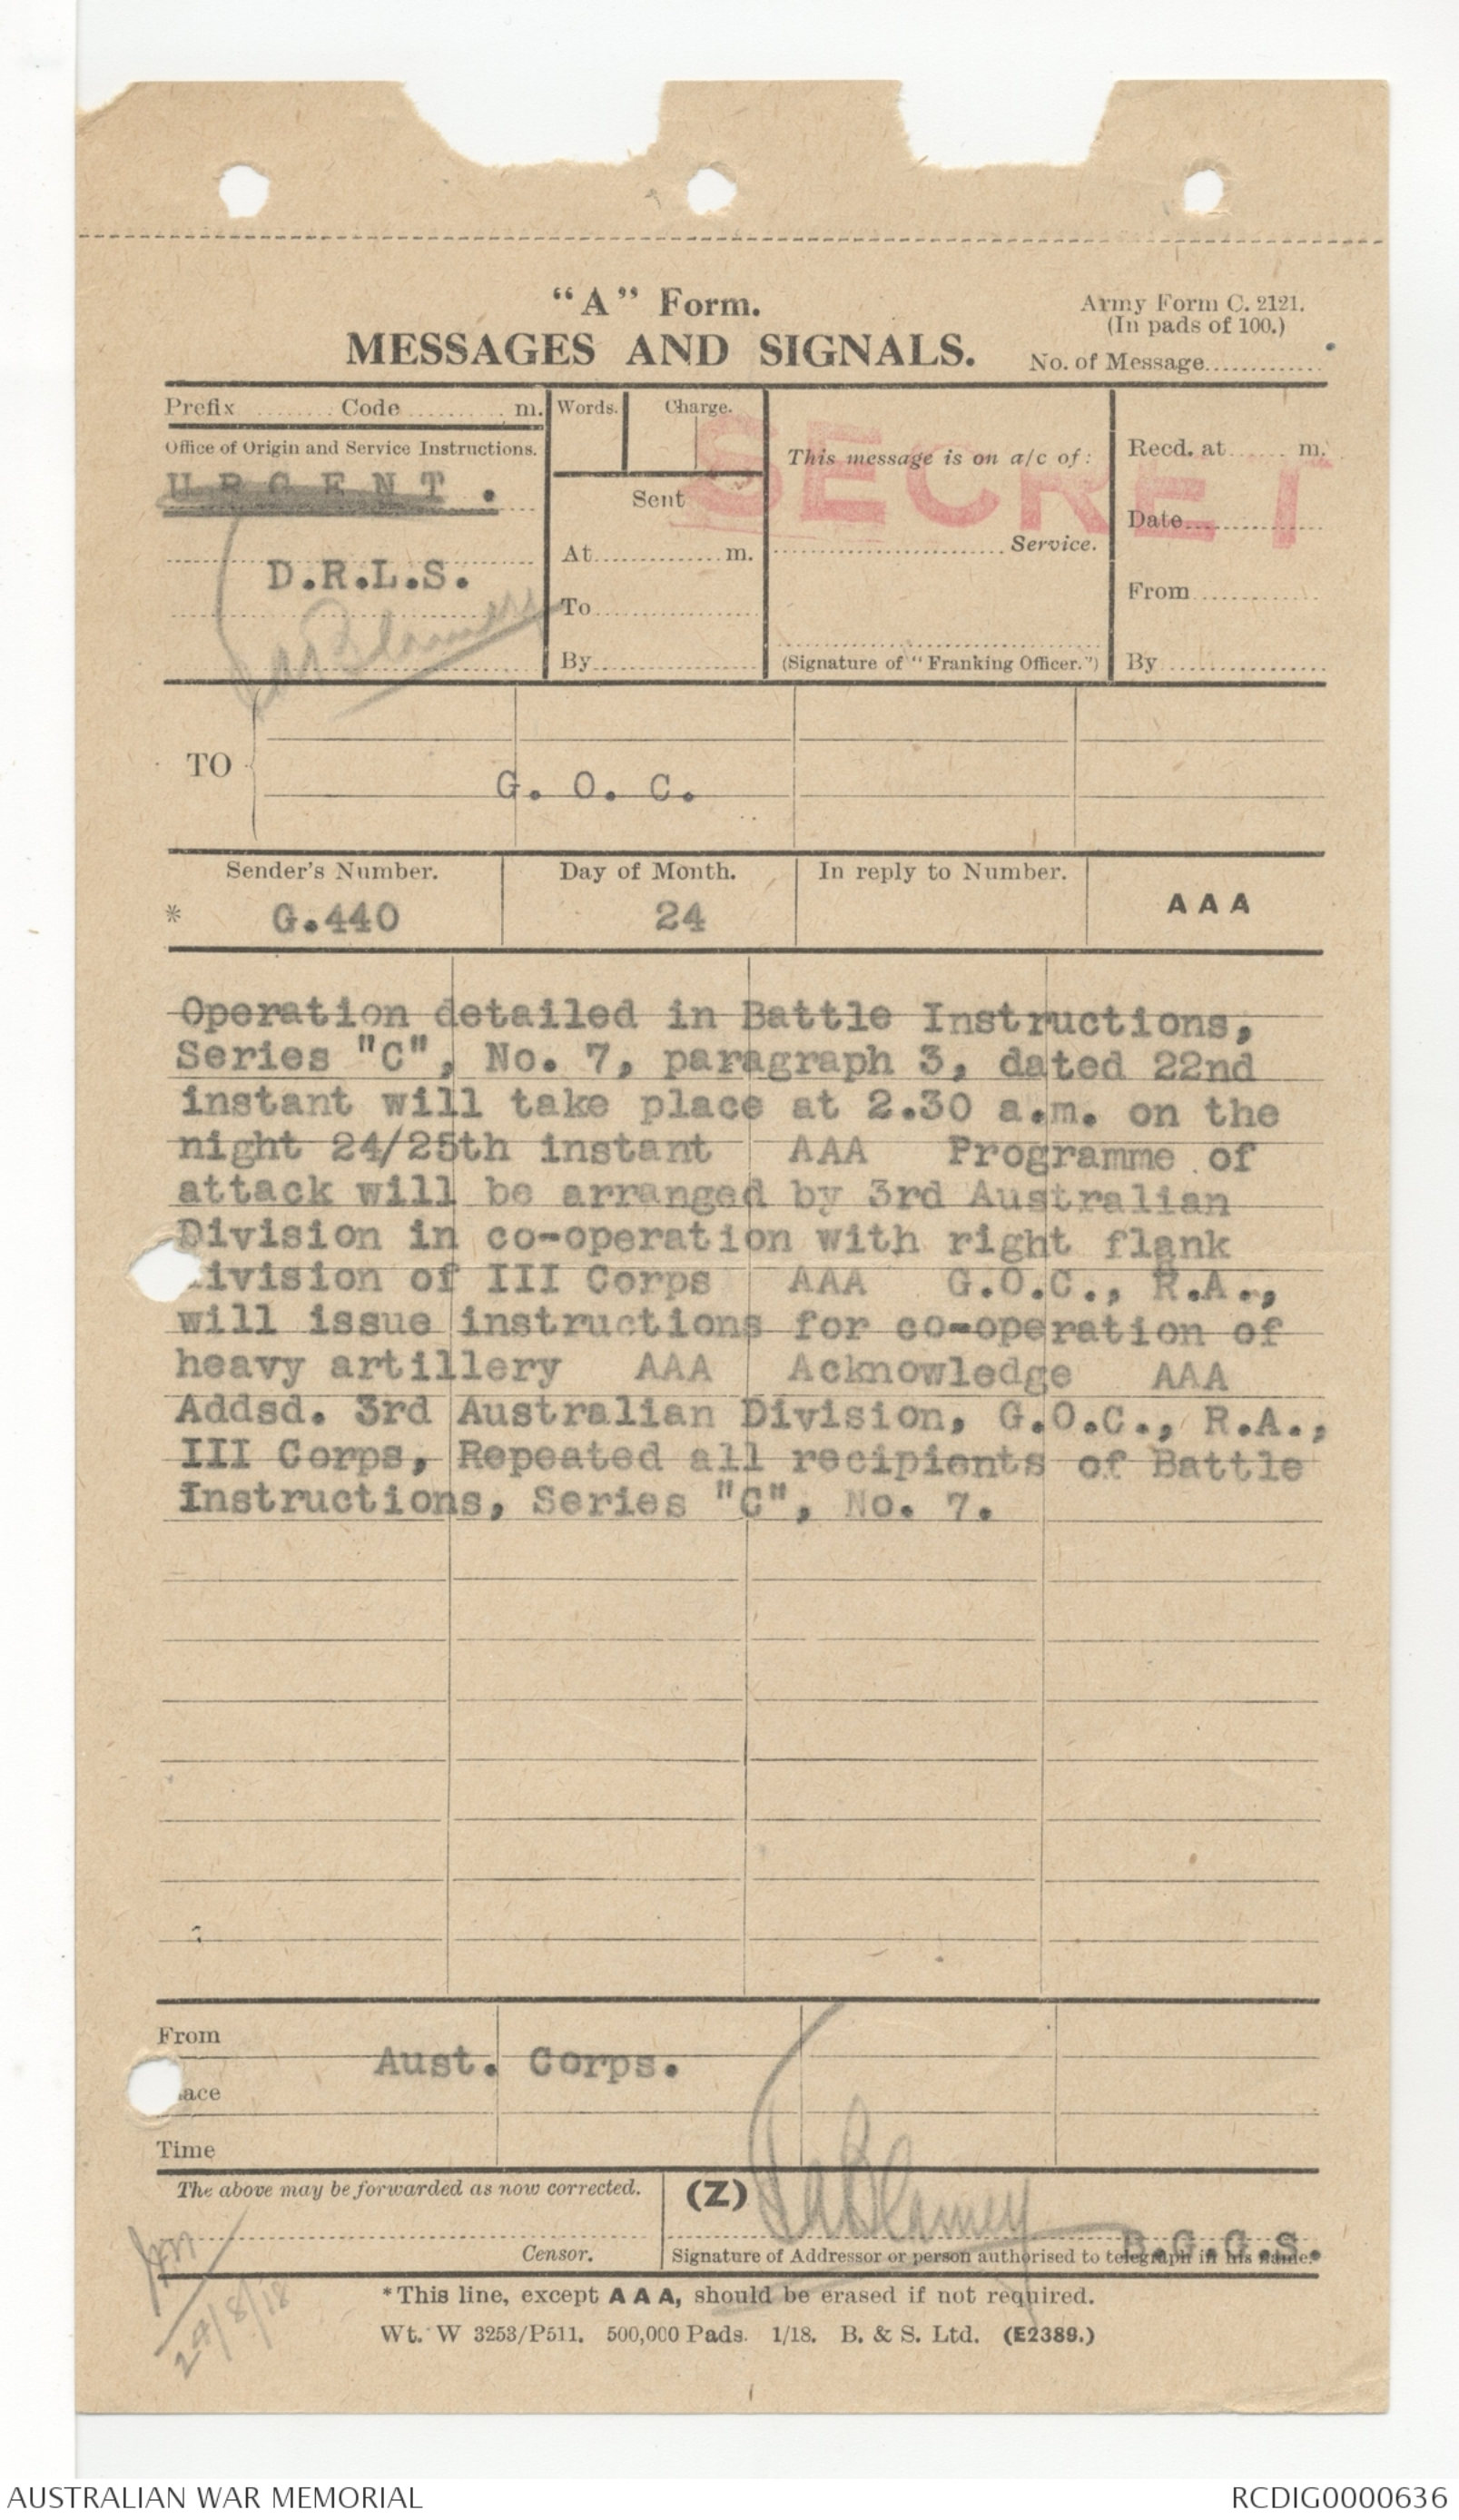 "A" Form.
Army Form C. 2121.
(In pads of 100.)
MESSAGES AND SIGNALS.
No. of Message.............
Prefix ........ Code .......... m.
Words.
Charge.
This message is on a/c of:
Recd. at...... m.
Office of Origin and Service Instructions.
URGENT.
SECRET
Sent
Date
At............. m.
Service.
D.R.L.S.
To
From
TABlamey
By
(Signature of "Franking Officer.")
By
TO
G. O. C.
Sender's Number.
Day of Month.
In reply to Number.
* G.440
24
AAA
Operation detailed in Battle Instructions,
Series "C", No. 7, paragraph 3, dated 22nd
instant will take place at 2.30 a.m. on the
night 24/25th instant AAA Programme of
attack will be arranged by 3rd Australian
Division in co-operation with right flank
ivision of III Corps AAA G.O.C., R.A.,
will issue instructions for co-operation of
heavy artillery AAA Acknowledge AAA
Addsd. 3rd Australian Division, G.O.C., R.A.,
III Corps, Repeated all recipients of Battle
Instructions, Series "C", No. 7.
From
Aust. Corps.
ace
Time
The above may be forwarded as now corrected.
(Z)
TABlamey
B.G.G.S.
Censor.
Signature of Addressor or person authorised to telegraph in his name.
*This line, except AAA, should be erased if not required.
24/8/18
Wt. W 3253/P511. 500,000 Pads. 1/18. B. & S. Ltd. (E2389.)
AUSTRALIAN WAR MEMORIAL
RCDIG0000636